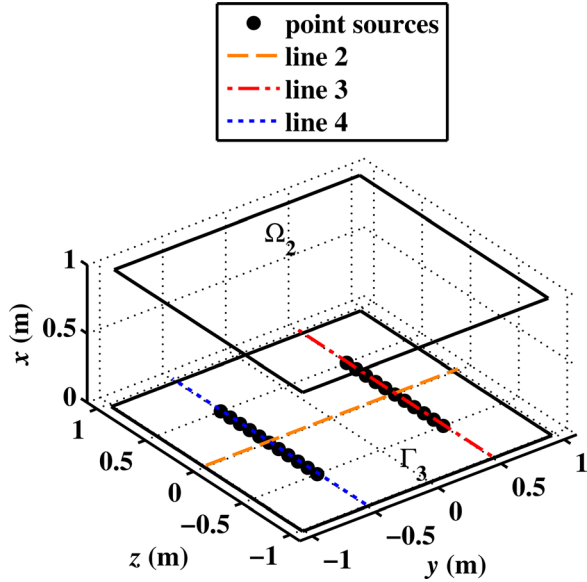 point sources
line 2
line 3
line 4
Ω2
1
0.5
0
x (m)
Γ3
1
0.5
0
−0.5
−1
z (m)
−1
−0.5
0
0.5
1
y (m)